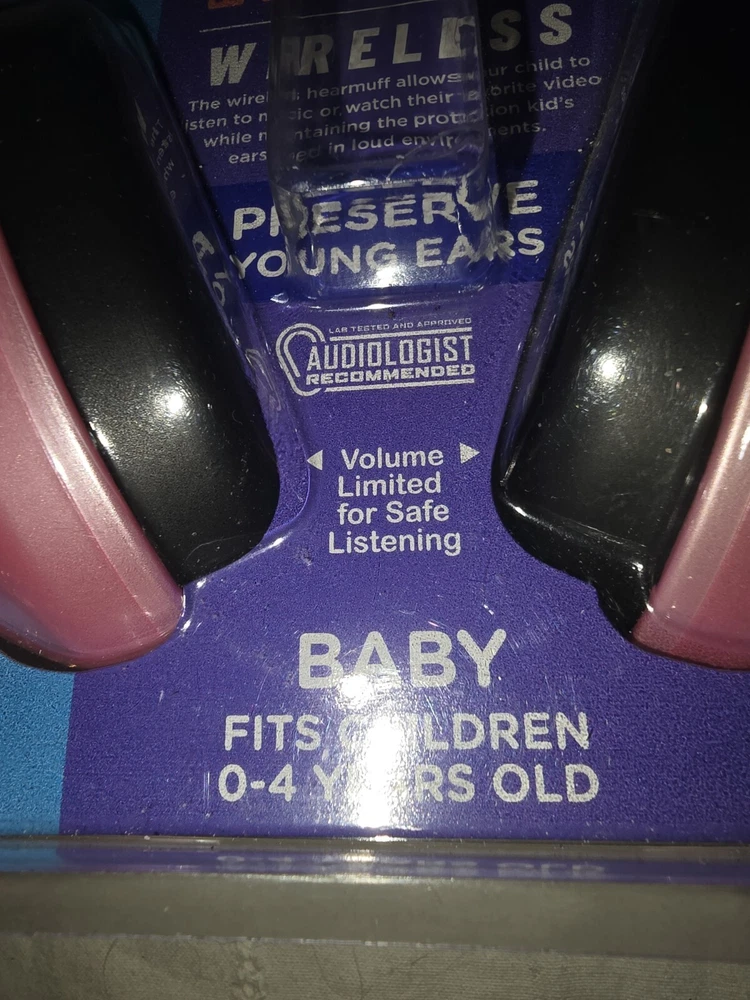 WIRELESS
The wireless hearmuff allows your child to
listen to music or watch their favorite video
while maintaining the protection kid's
ears need in loud environments.
PRESERVE
YOUNG EARS
LAB TESTED AND APPROVED
AUDIOLOGIST
RECOMMENDED
Volume
Limited
for Safe
Listening
BABY
FITS CHILDREN
0-4 YEARS OLD